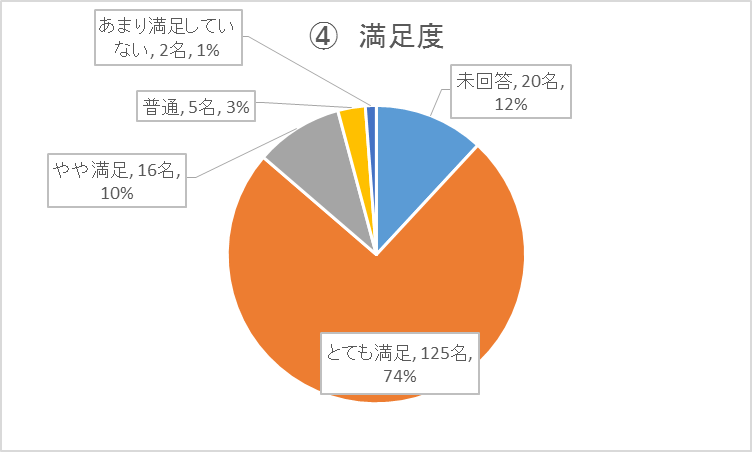 ④　満足度
あまり満足してい
ない, 2名, 1%
未回答, 20名,
12%
普通, 5名, 3%
やや満足, 16名,
10%
とても満足, 125名,
74%